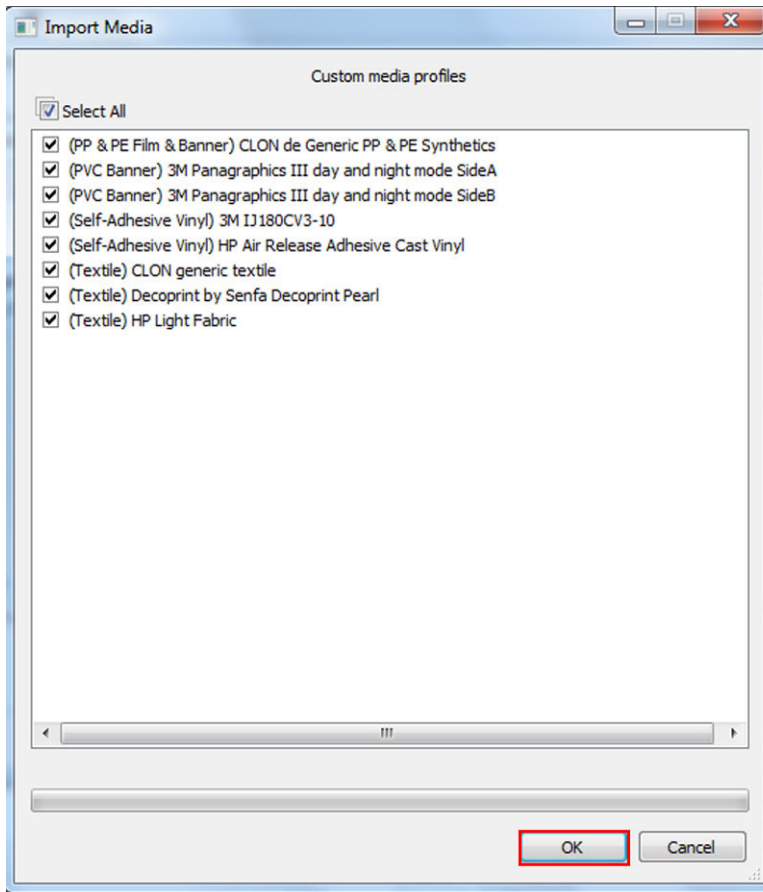 Import Media
Custom media profiles
Select All
(PP & PE Film & Banner) CLON de Generic PP & PE Synthetics
(PVC Banner) 3M Panagraphics III day and night mode SideA
(PVC Banner) 3M Panagraphics III day and night mode SideB
(Self-Adhesive Vinyl) 3M IJ180CV3-10
(Self-Adhesive Vinyl) HP Air Release Adhesive Cast Vinyl
(Textile) CLON generic textile
(Textile) Decoprint by Senfa Decoprint Pearl
(Textile) HP Light Fabric
OK Cancel